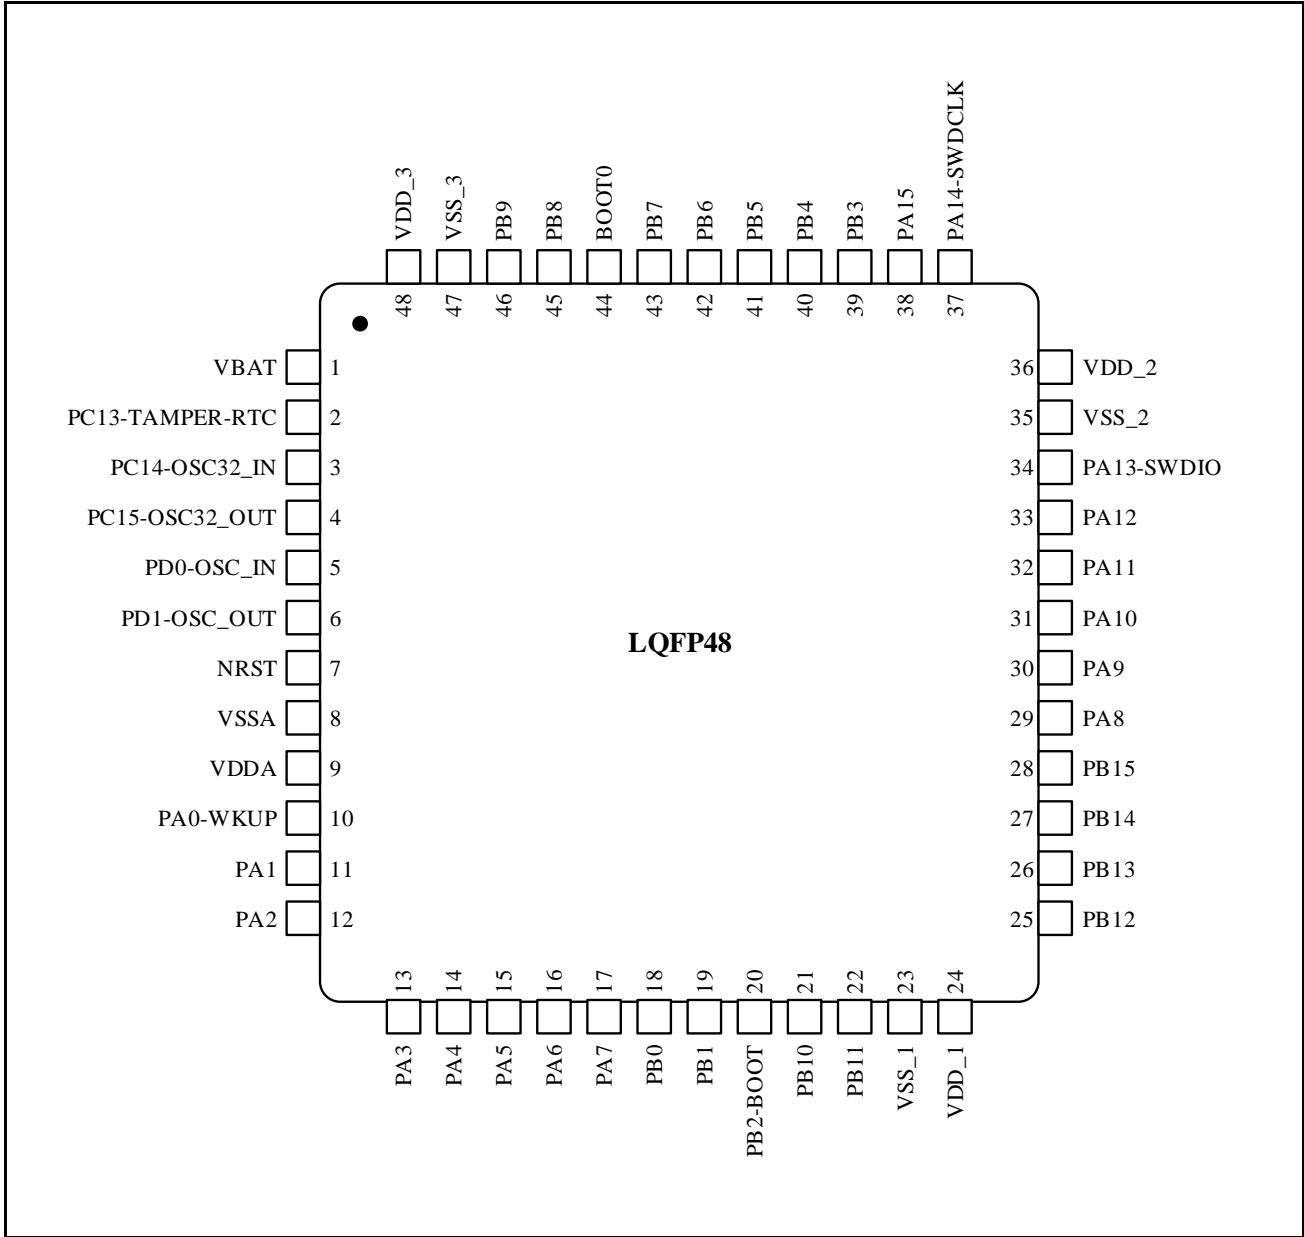 VDD_3
VSS_3
PB9
PB8
BOOT0
PB7
PB6
PB5
PB4
PB3
PA15
PA14-SWDCLK
48
47
46
45
44
43
42
41
40
39
38
37
VBAT 1
PC13-TAMPER-RTC 2
PC14-OSC32_IN 3
PC15-OSC32_OUT 4
PD0-OSC_IN 5
PD1-OSC_OUT 6
NRST 7
VSSA 8
VDDA 9
PA0-WKUP 10
PA1 11
PA2 12
LQFP48
36 VDD_2
35 VSS_2
34 PA13-SWDIO
33 PA12
32 PA11
31 PA10
30 PA9
29 PA8
28 PB15
27 PB14
26 PB13
25 PB12
13
14
15
16
17
18
19
20
21
22
23
24
PA3
PA4
PA5
PA6
PA7
PB0
PB1
PB2-BOOT
PB10
PB11
VSS_1
VDD_1